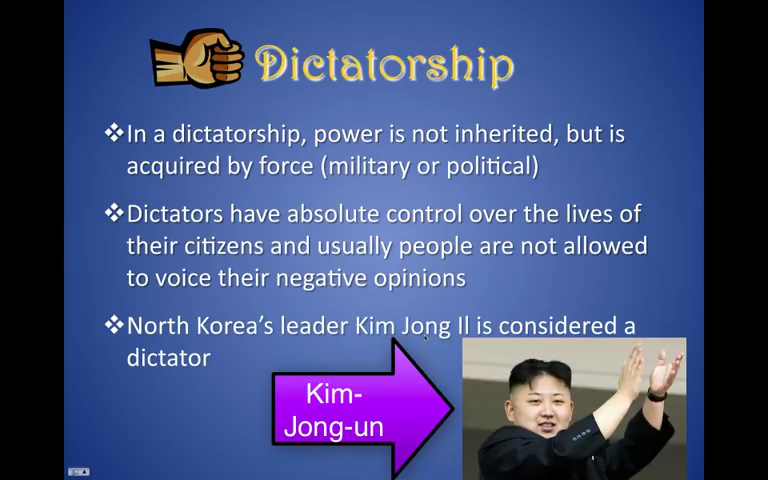 Dictatorship
❖In a dictatorship, power is not inherited, but is
acquired by force (military or political)
❖Dictators have absolute control over the lives of
their citizens and usually people are not allowed
to voice their negative opinions
❖North Korea's leader Kim Jong Il is considered a
dictator
Kim-
Jong-un